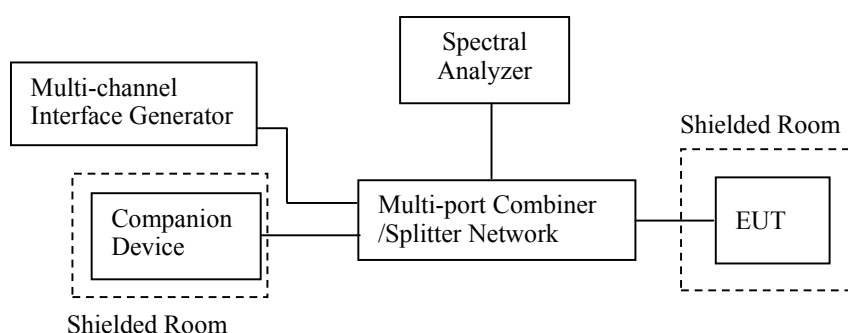 Spectral
Analyzer
Multi-channel
Interface Generator
Shielded Room
Companion
Device
Multi-port Combiner
/Splitter Network
EUT
Shielded Room